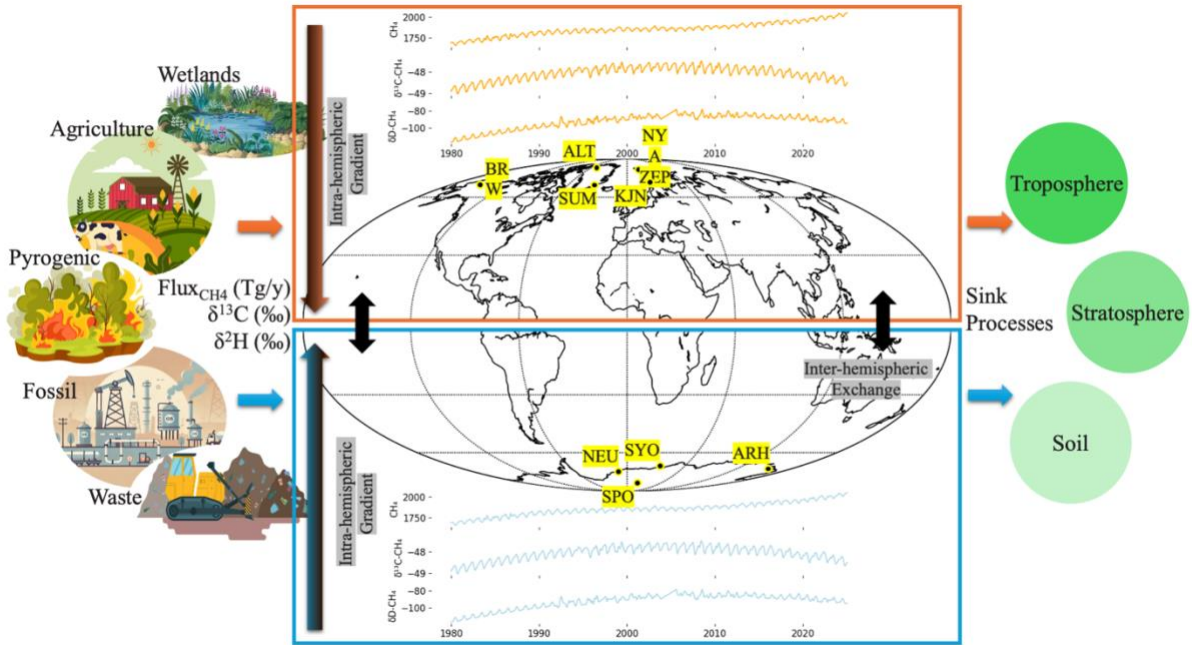 Wetlands
Agriculture
Pyrogenic
Flux_CH4 (Tg/y)
δ¹³C (‰)
δ²H (‰)
Fossil
Waste
Intra-hemispheric
Gradient
CH₄
2000
1750
δ¹³C-CH₄
−48
−49
δD-CH₄
−80
−100
1980
1990
2000
2010
2020
NY
A
ALT
BR
W
ZEP
SUM
KJN
Inter-hemispheric
Exchange
NEU
SYO
ARH
SPO
Intra-hemispheric
Gradient
CH₄
2000
1750
δ¹³C-CH₄
−48
−49
δD-CH₄
−80
−100
1980
1990
2000
2010
2020
Sink
Processes
Troposphere
Stratosphere
Soil